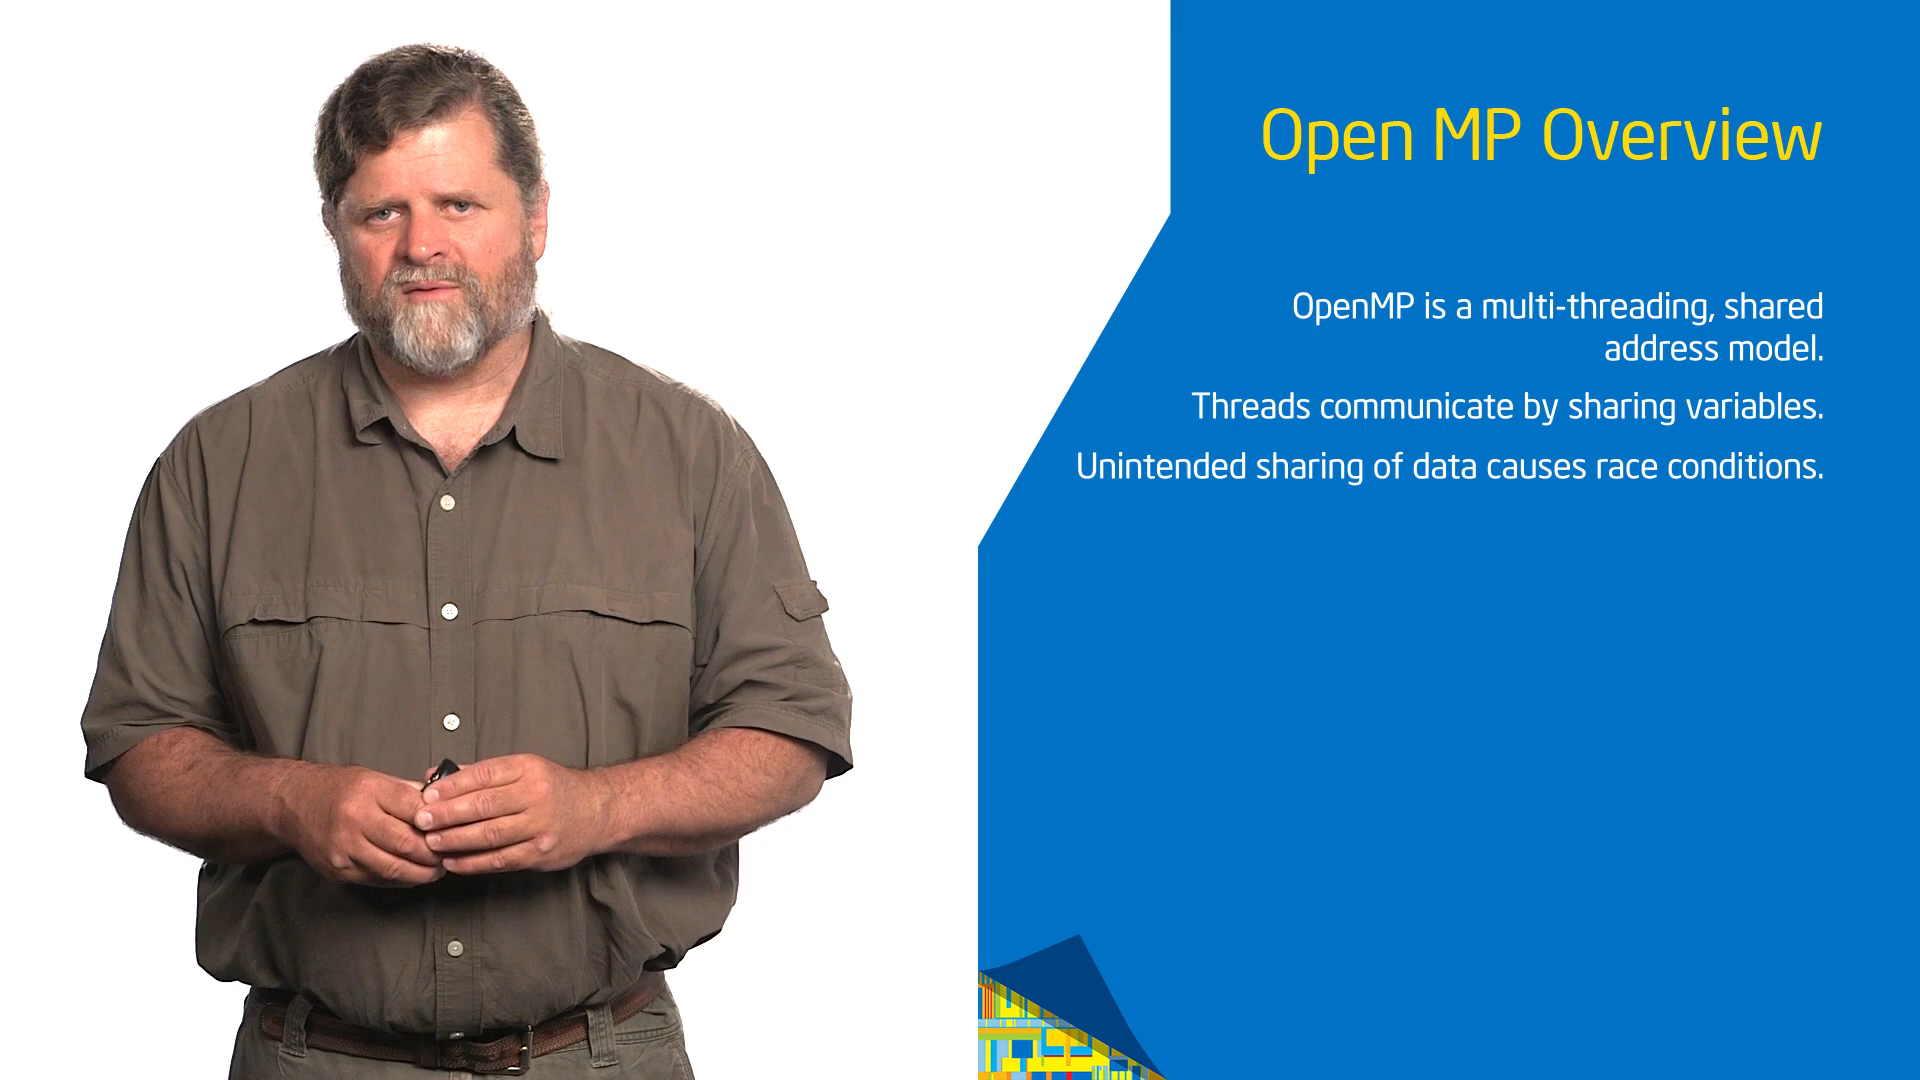 Open MP Overview
OpenMP is a multi-threading, shared
address model.
Threads communicate by sharing variables.
Unintended sharing of data causes race conditions.